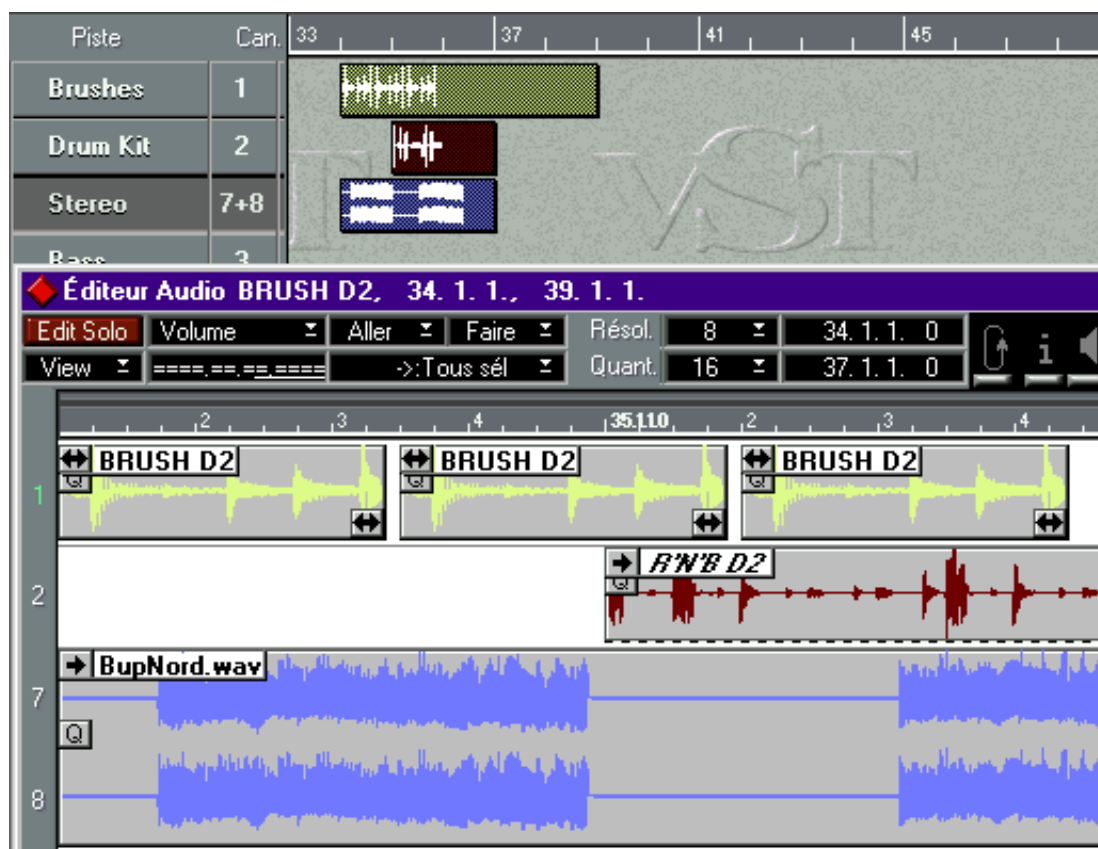 Piste Can. 33 37 41 45
Brushes 1
Drum Kit 2
Stereo 7+8
Bass 3
VST
Éditeur Audio BRUSH D2, 34. 1. 1., 39. 1. 1.
Edit Solo Volume Aller Faire Résol. 8 34. 1. 1. 0
View ====.==.==.==== ->:Tous sél Quant. 16 37. 1. 1. 0
2 3 4 35.1.1.0 2 3 4
BRUSH D2 BRUSH D2 BRUSH D2
Q Q Q
1
R'N'B D2
Q
2
BupNord.wav
7
Q
8